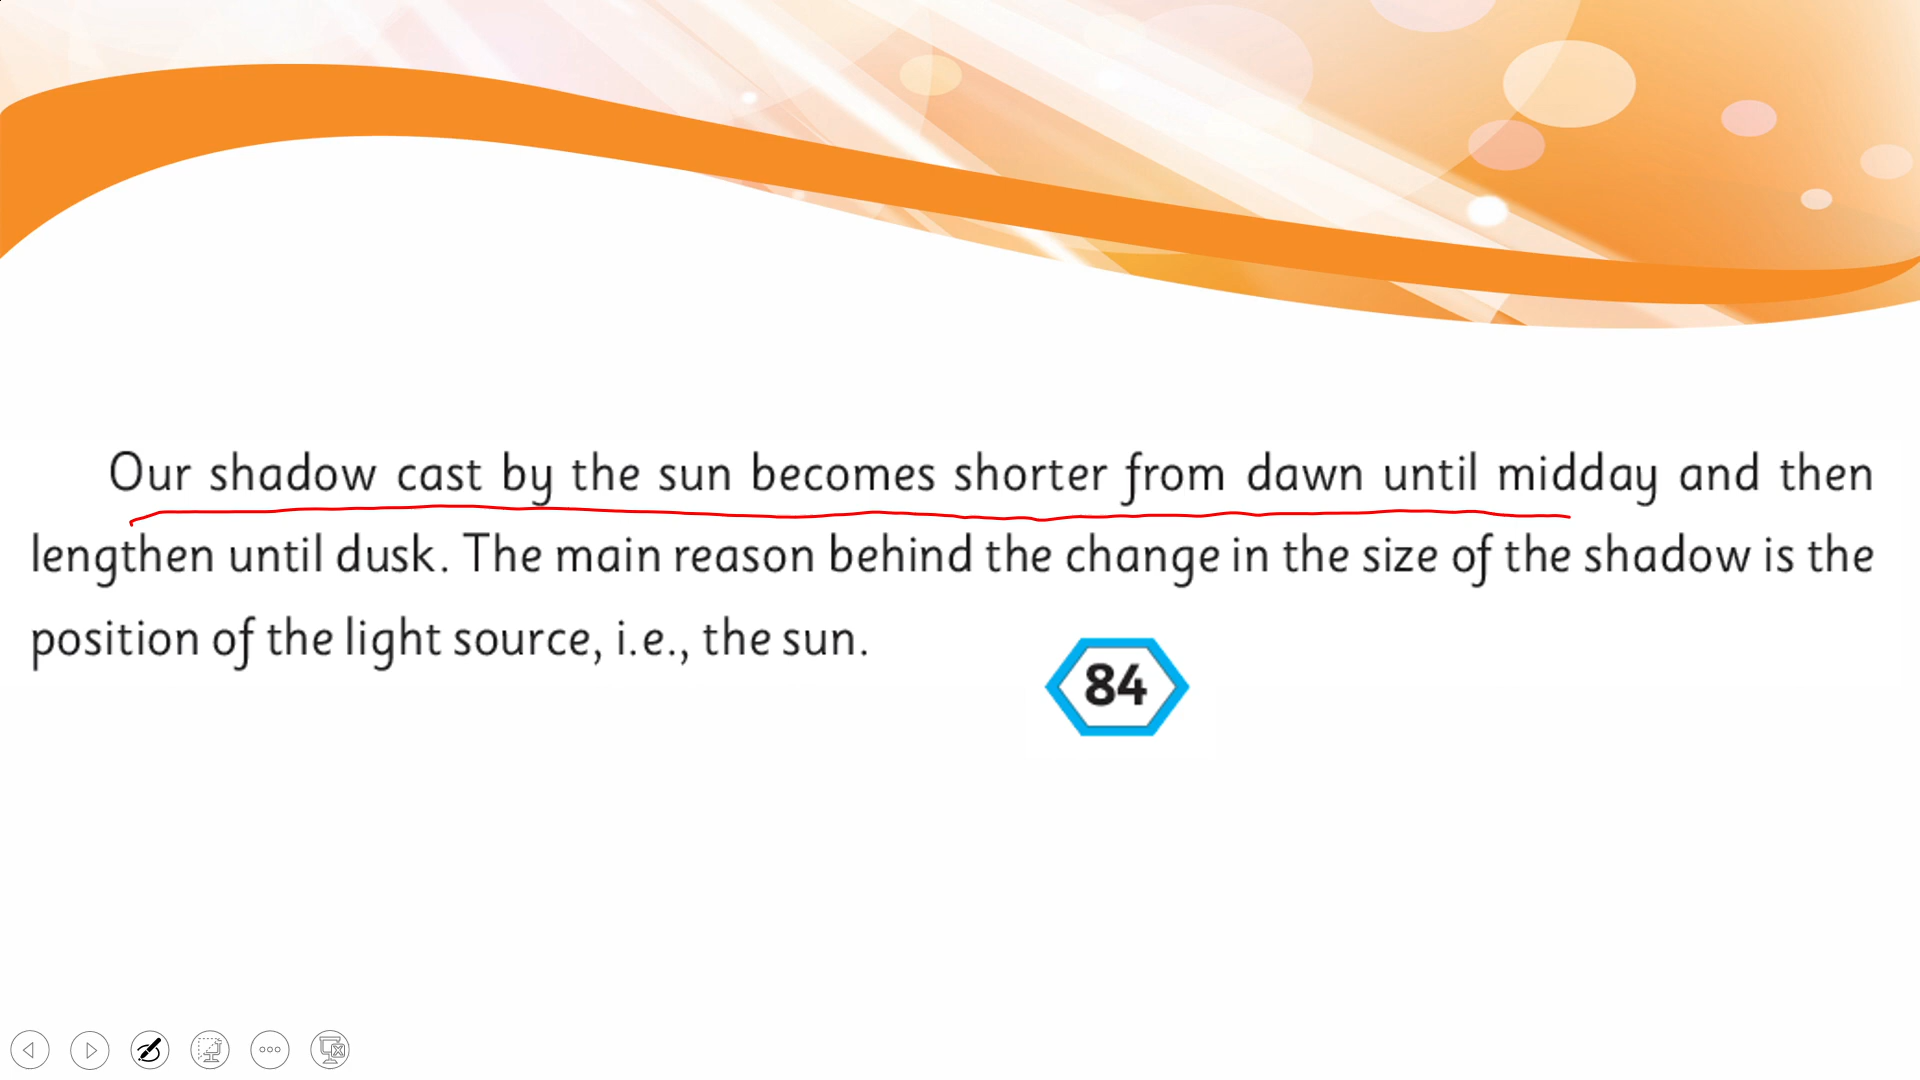 Our shadow cast by the sun becomes shorter from dawn until midday and then
lengthen until dusk. The main reason behind the change in the size of the shadow is the
position of the light source, i.e., the sun.
84